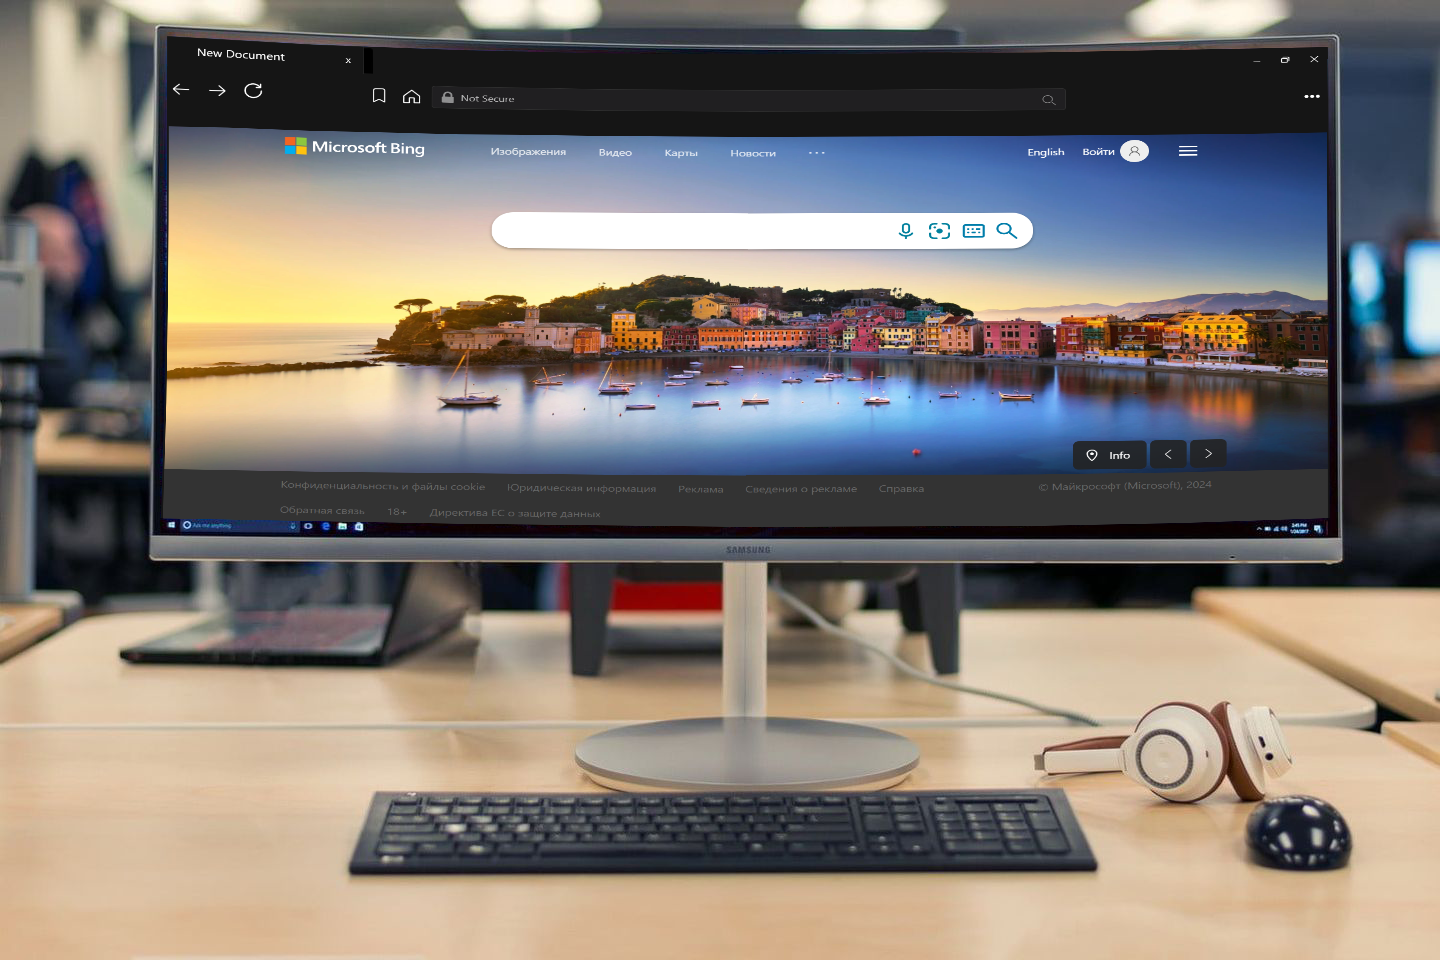 New Document x
Not Secure
Microsoft Bing Изображения Видео Карты Новости ... English Войти
Info
Конфиденциальность и файлы cookie Юридическая информация Реклама Сведения о рекламе Справка © Майкрософт (Microsoft), 2024
Обратная связь 18+ Директива ЕС о защите данных
Ask me anything
SAMSUNG